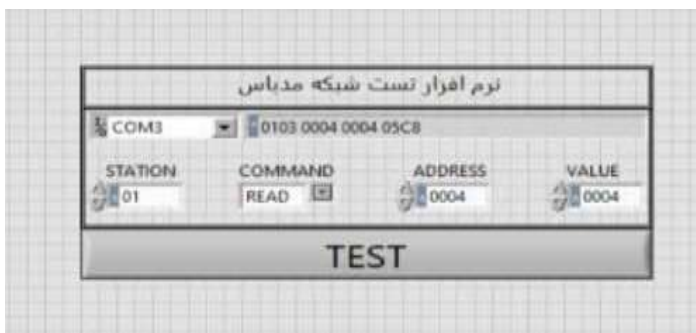 نرم افزار تست شبکه مدباس
COM3 0103 0004 0004 05C8
STATION COMMAND ADDRESS VALUE
01 READ 0004 0004
TEST